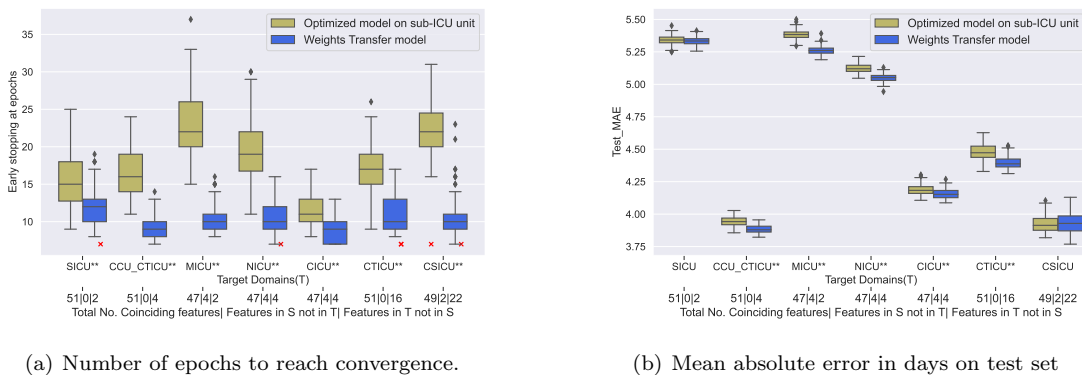 Optimized model on sub-ICU unit
Weights Transfer model
35
30
25
20
15
10
Early stopping at epochs
SICU** CCU_CTICU** MICU** NICU** CICU** CTICU** CSICU**
Target Domains(T)
51|0|2 51|0|4 47|4|2 47|4|4 47|4|4 51|0|16 49|2|22
Total No. Coinciding features| Features in S not in T| Features in T not in S
(a) Number of epochs to reach convergence.
Optimized model on sub-ICU unit
Weights Transfer model
5.50
5.25
5.00
4.75
4.50
4.25
4.00
3.75
Test_MAE
SICU CCU_CTICU** MICU** NICU** CICU** CTICU** CSICU
Target Domains(T)
51|0|2 51|0|4 47|4|2 47|4|4 47|4|4 51|0|16 49|2|22
Total No. Coinciding features| Features in S not in T| Features in T not in S
(b) Mean absolute error in days on test set